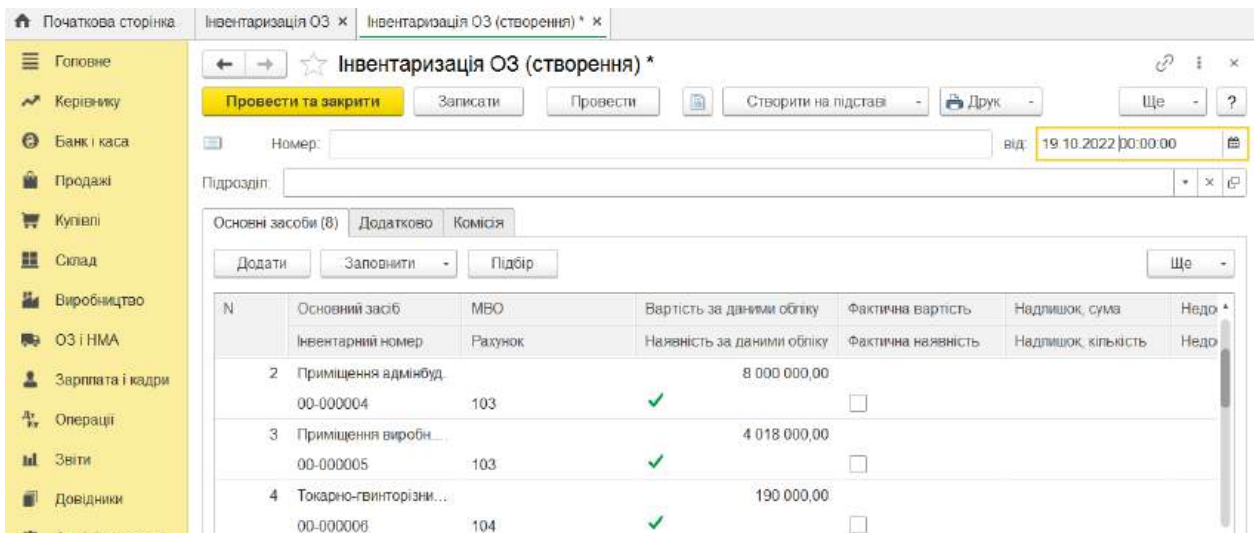 Початкова сторінка Інвентаризація ОЗ × Інвентаризація ОЗ (створення) * ×
Головне
Інвентаризація ОЗ (створення) *
Керівнику
Провести та закрити Записати Провести Створити на підставі Друк Ще ?
Банк і каса
Номер: від: 19.10.2022 00:00:00
Продажі
Підрозділ:
Купівлі
Основні засоби (8) Додатково Комісія
Склад
Додати Заповнити Підбір Ще
Виробництво
N Основний засіб МВО Вартість за даними обліку Фактична вартість Надлишок, сума Недо
ОЗ і НМА
Інвентарний номер Рахунок Наявність за даними обліку Фактична наявність Надлишок, кількість Недо
Зарплата і кадри
2 Приміщення адмінбуд. 8 000 000,00
00-000004 103
Операції
3 Приміщення виробн.... 4 018 000,00
Звіти
00-000005 103
Довідники
4 Токарно-гвинторізни... 190 000,00
00-000006 104